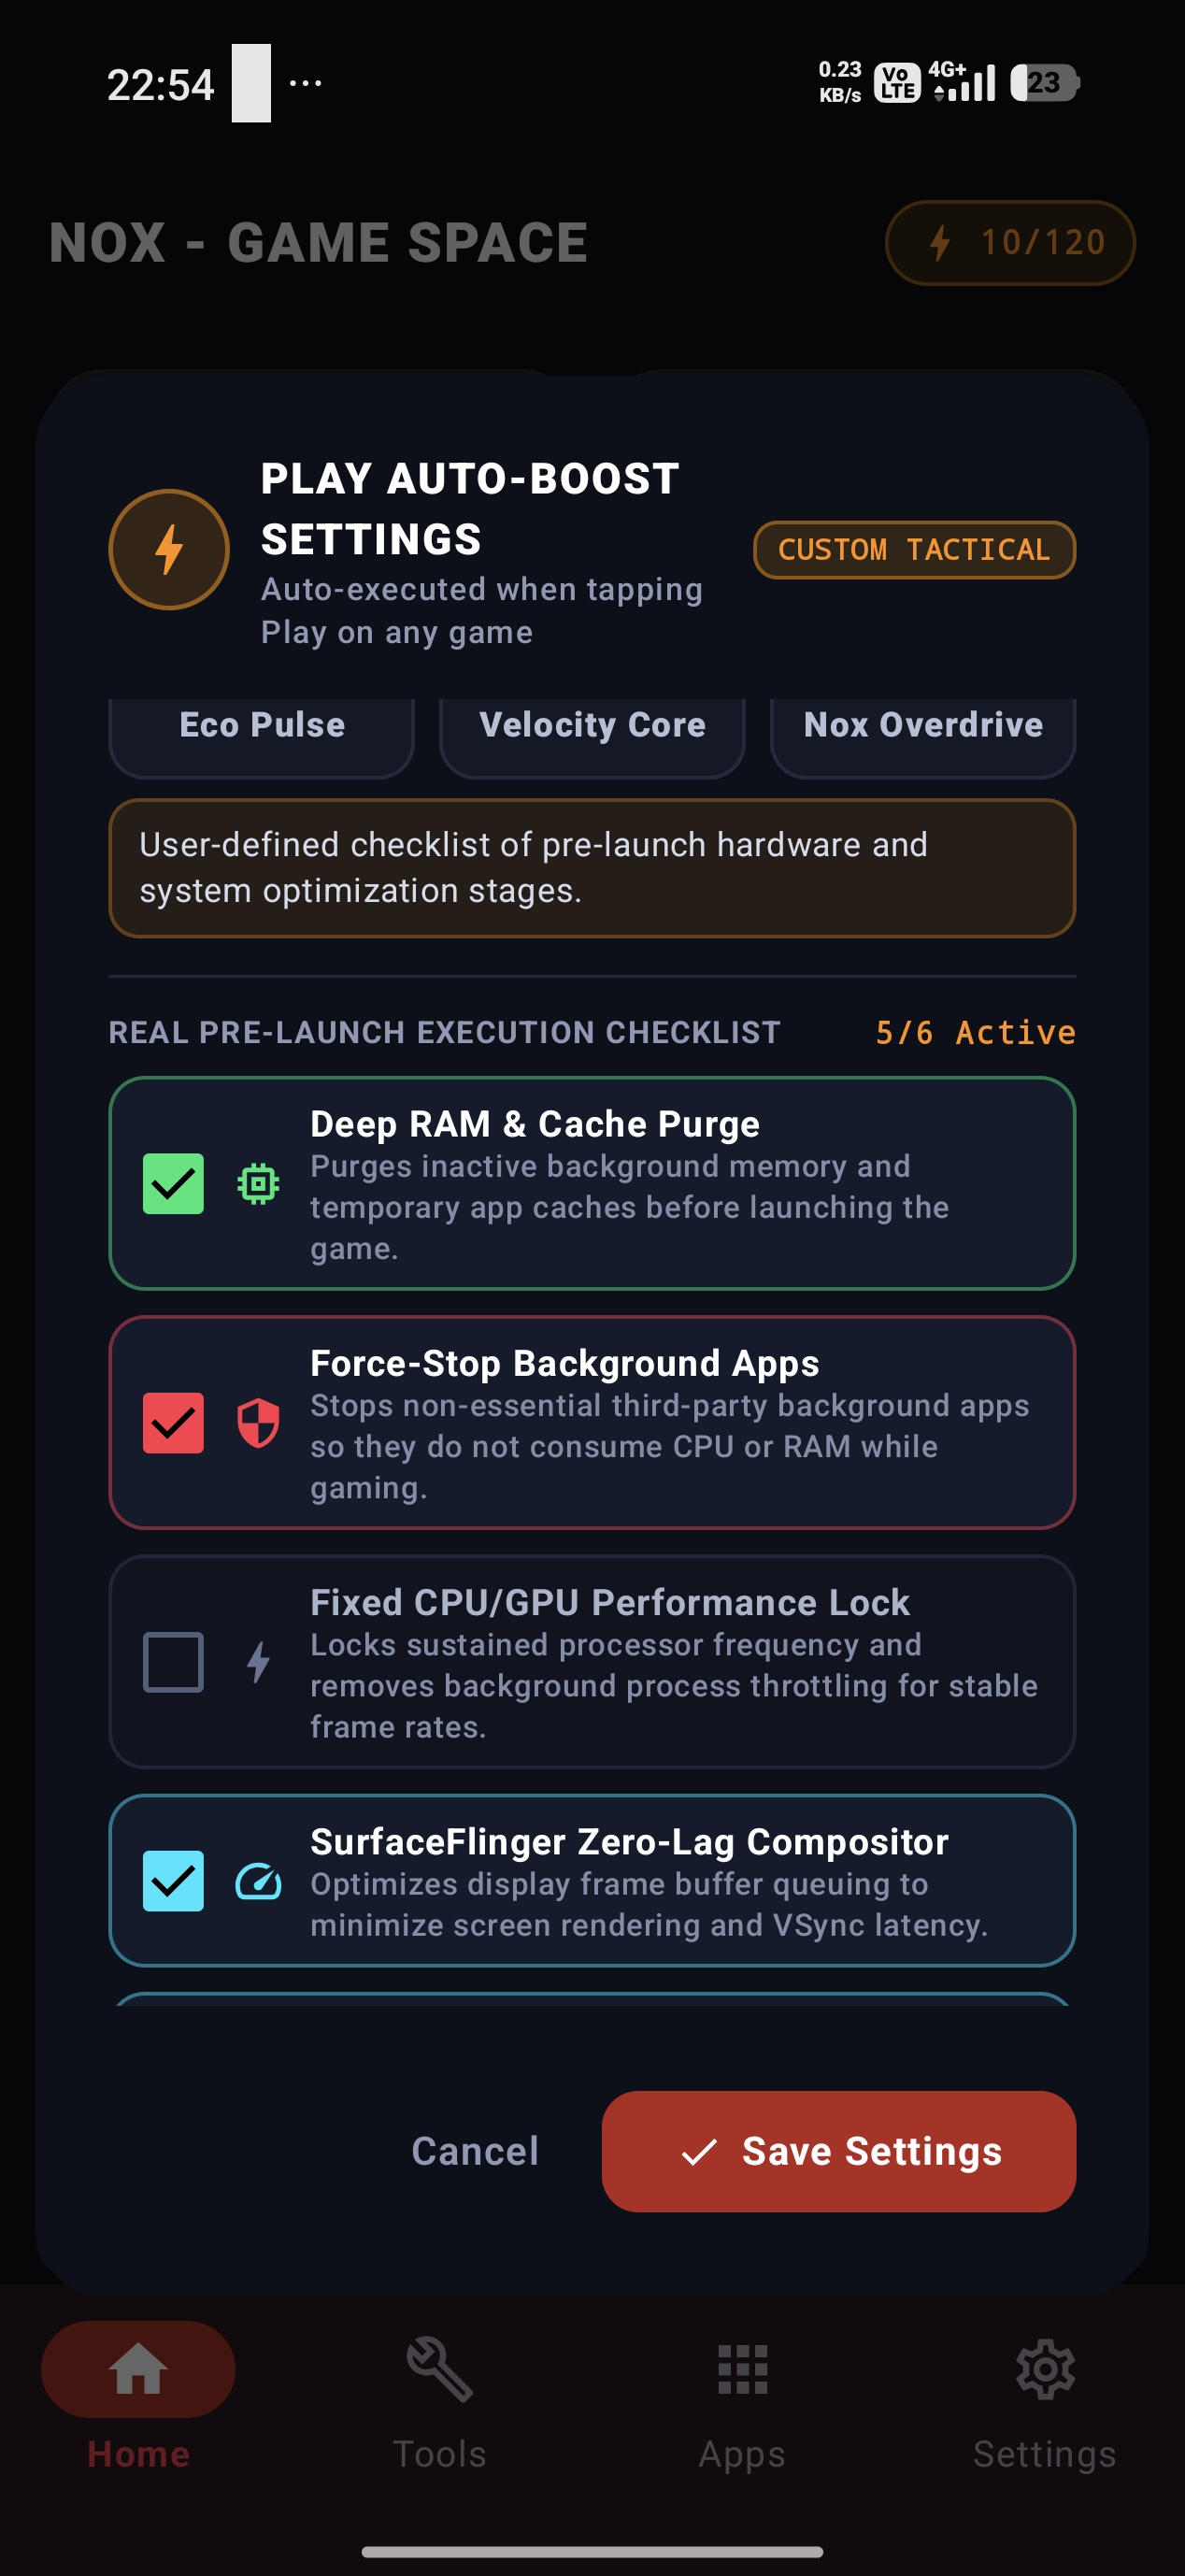 22:54 ...
0.23 KB/s Vo LTE 4G+ 23
NOX - GAME SPACE
10/120
PLAY AUTO-BOOST
SETTINGS
Auto-executed when tapping
Play on any game
CUSTOM TACTICAL
Eco Pulse
Velocity Core
Nox Overdrive
User-defined checklist of pre-launch hardware and
system optimization stages.
REAL PRE-LAUNCH EXECUTION CHECKLIST
5/6 Active
Deep RAM & Cache Purge
Purges inactive background memory and
temporary app caches before launching the
game.
Force-Stop Background Apps
Stops non-essential third-party background apps
so they do not consume CPU or RAM while
gaming.
Fixed CPU/GPU Performance Lock
Locks sustained processor frequency and
removes background process throttling for stable
frame rates.
SurfaceFlinger Zero-Lag Compositor
Optimizes display frame buffer queuing to
minimize screen rendering and VSync latency.
Cancel
Save Settings
Home
Tools
Apps
Settings